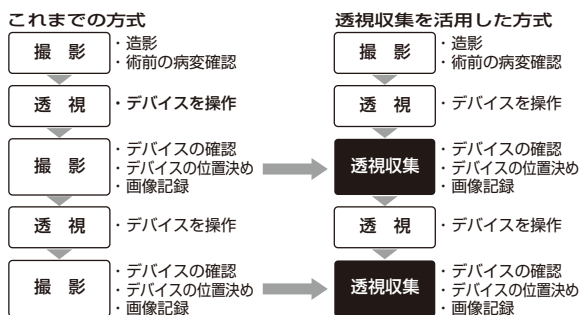 これまでの方式
撮 影
・造影
・術前の病変確認
透 視
・デバイスを操作
撮 影
・デバイスの確認
・デバイスの位置決め
・画像記録
透 視
・デバイスを操作
撮 影
・デバイスの確認
・デバイスの位置決め
・画像記録
透視収集を活用した方式
撮 影
・造影
・術前の病変確認
透 視
・デバイスを操作
透視収集
・デバイスの確認
・デバイスの位置決め
・画像記録
透 視
・デバイスを操作
透視収集
・デバイスの確認
・デバイスの位置決め
・画像記録